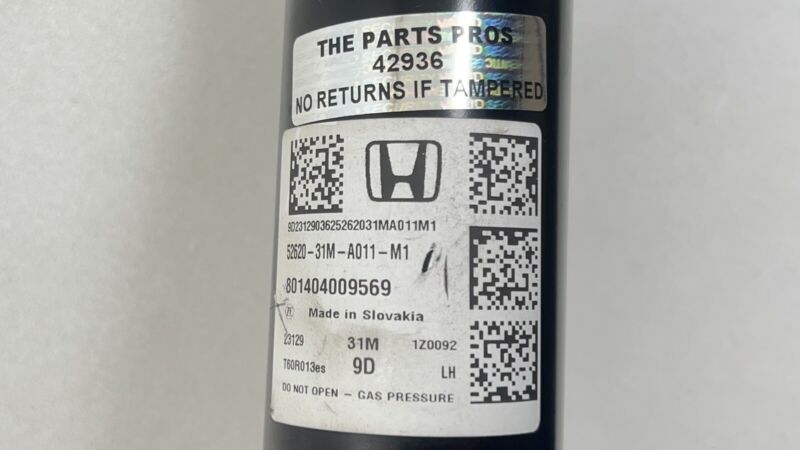 THE PARTS PROS
42936
NO RETURNS IF TAMPERED
9D2312903625262031MA011M1
52620-31M-A011-M1
801404009569
Made in Slovakia
23129 31M 1Z0092
T60R013es 9D LH
DO NOT OPEN - GAS PRESSURE